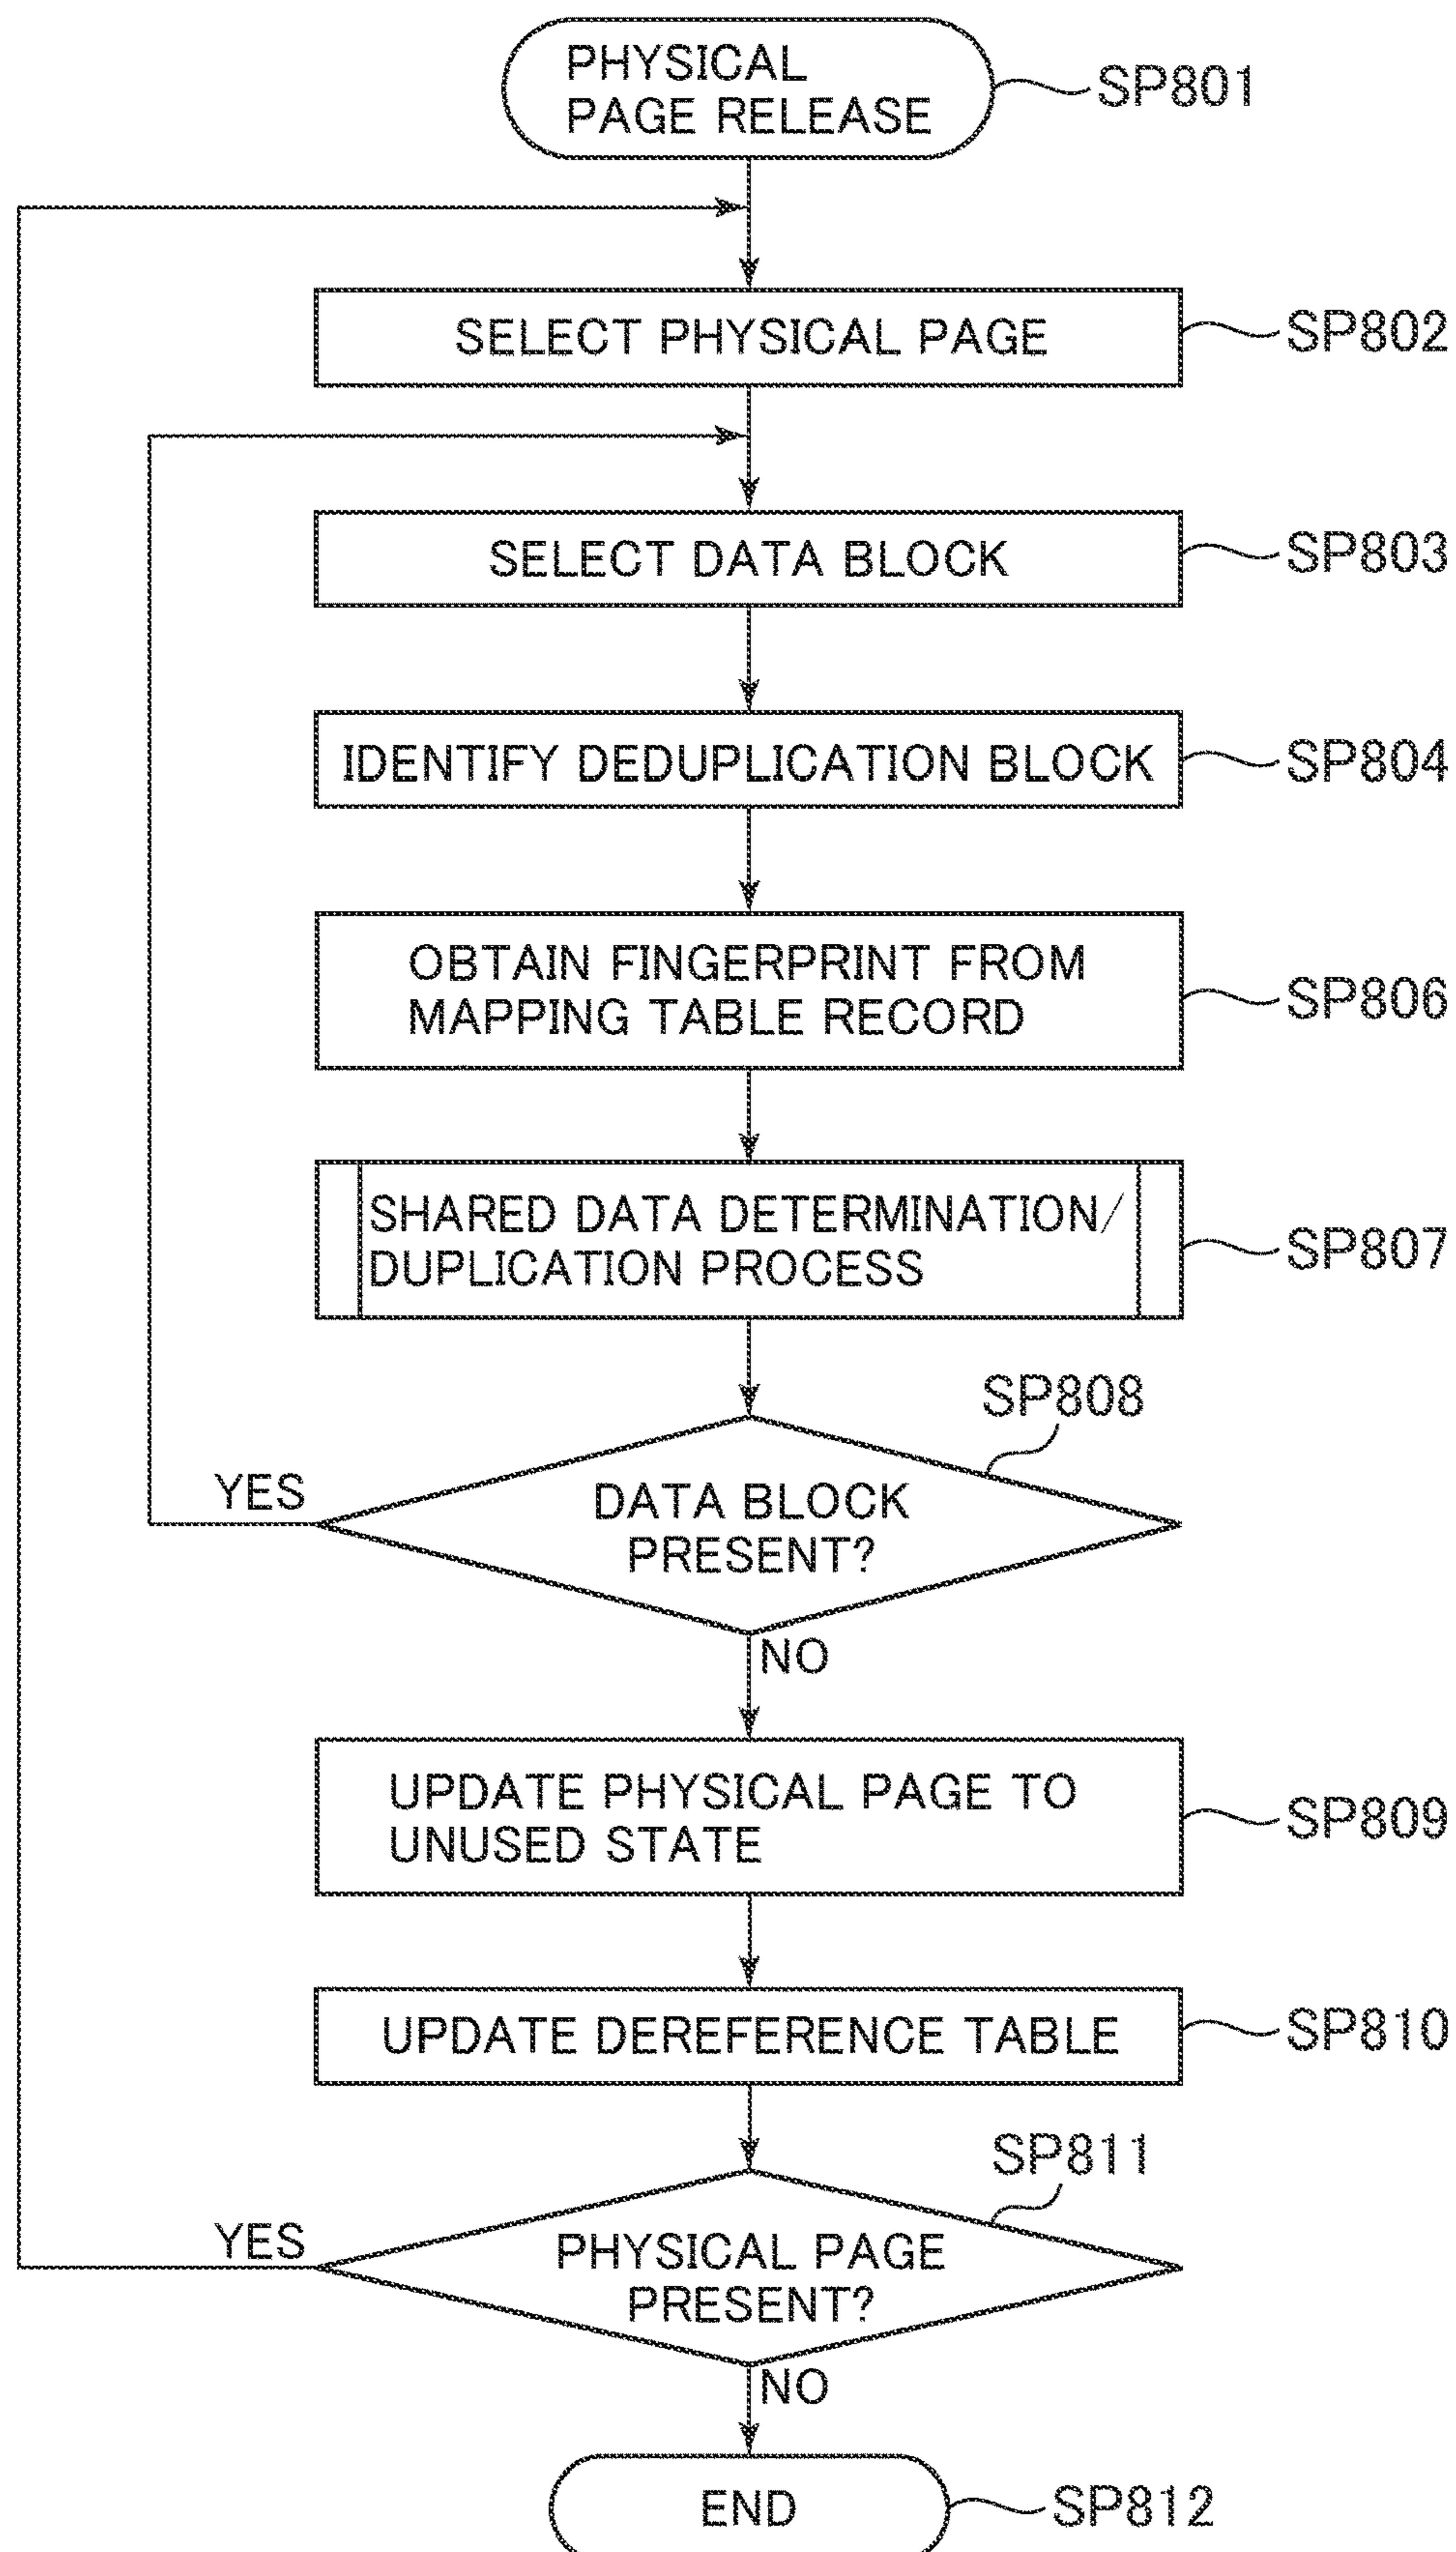 PHYSICAL
PAGE RELEASE
SP801
SELECT PHYSICAL PAGE
SP802
SELECT DATA BLOCK
SP803
IDENTIFY DEDUPLICATION BLOCK
SP804
OBTAIN FINGERPRINT FROM
MAPPING TABLE RECORD
SP806
SHARED DATA DETERMINATION/
DUPLICATION PROCESS
SP807
SP808
YES
DATA BLOCK
PRESENT?
NO
UPDATE PHYSICAL PAGE TO
UNUSED STATE
SP809
UPDATE DEREFERENCE TABLE
SP810
SP811
YES
PHYSICAL PAGE
PRESENT?
NO
END
SP812